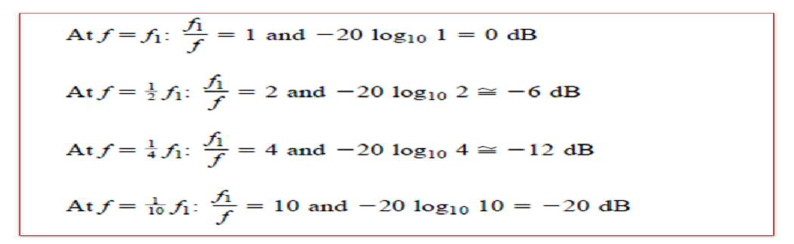 At f = f₁: f₁/f = 1 and −20 log₁₀ 1 = 0 dB
At f = ½ f₁: f₁/f = 2 and −20 log₁₀ 2 ≅ −6 dB
At f = ¼ f₁: f₁/f = 4 and −20 log₁₀ 4 ≅ −12 dB
At f = ⅒ f₁: f₁/f = 10 and −20 log₁₀ 10 = −20 dB